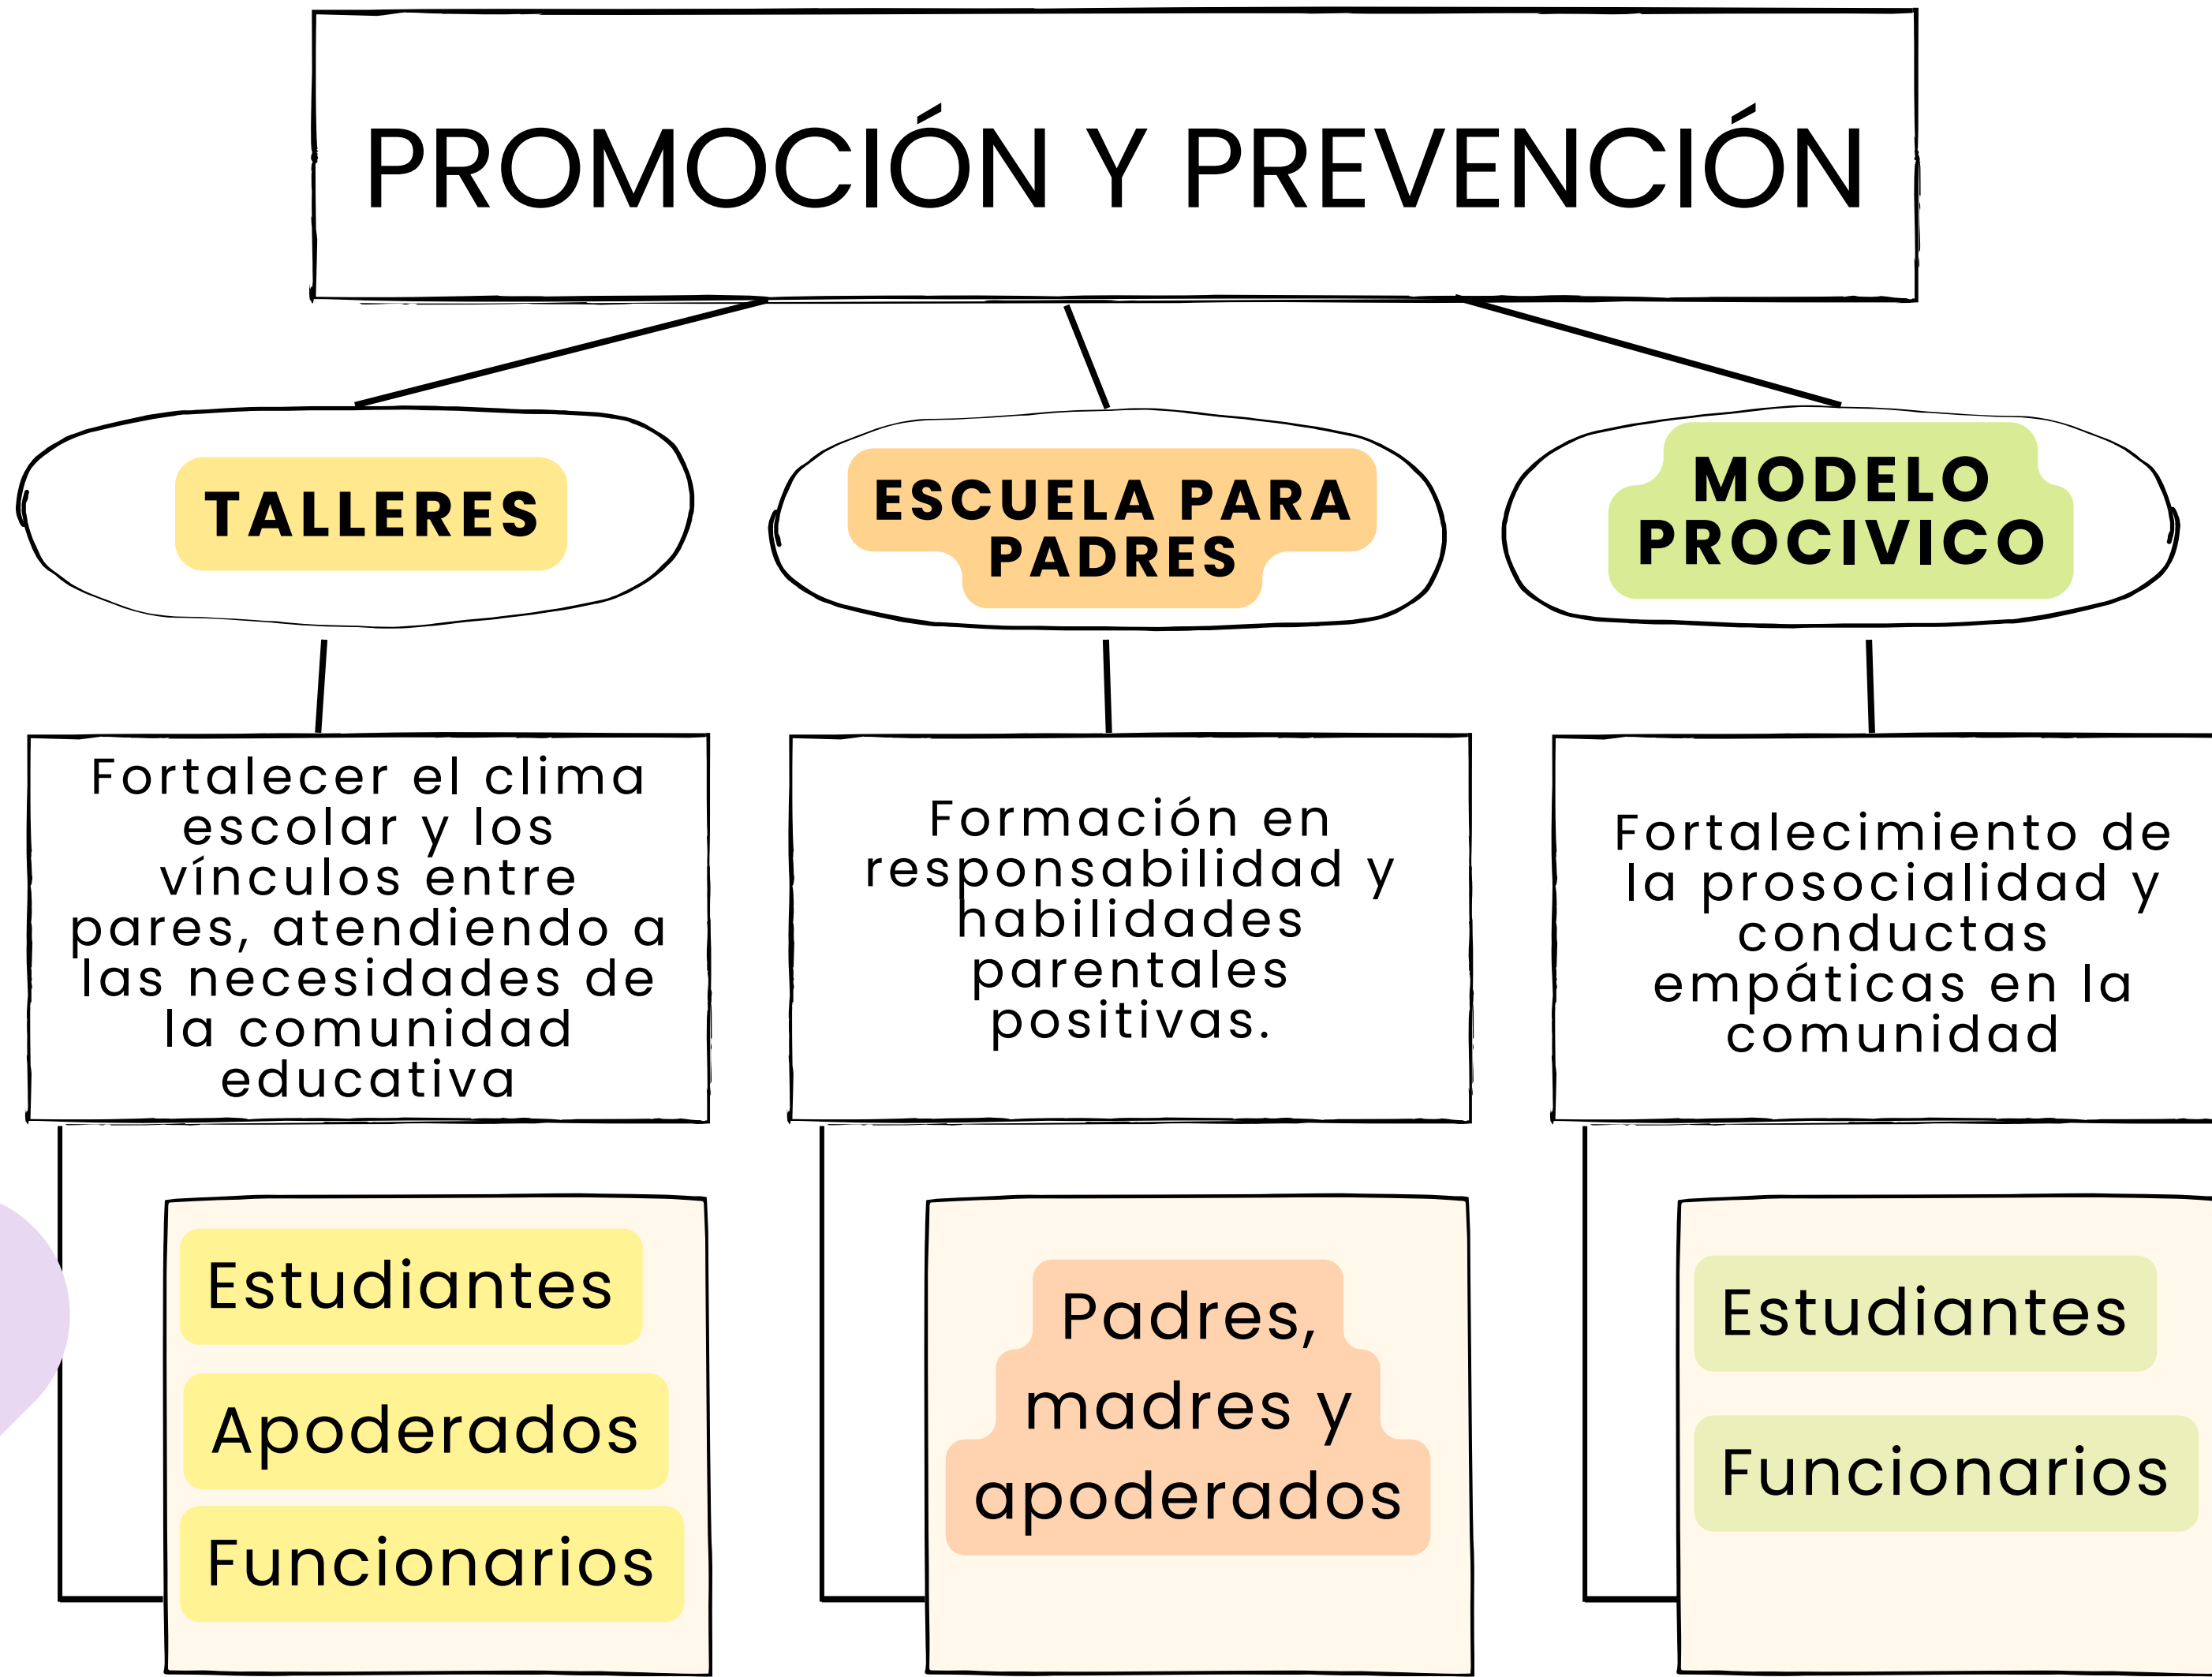 PROMOCIÓN Y PREVENCIÓN
TALLERES
ESCUELA PARA
PADRES
MODELO
PROCIVICO
Fortalecer el clima
escolar y los
vínculos entre
pares, atendiendo a
las necesidades de
la comunidad
educativa
Formación en
responsabilidad y
habilidades
parentales
positivas.
Fortalecimiento de
la prosocialidad y
conductas
empáticas en la
comunidad
Estudiantes
Apoderados
Funcionarios
Padres,
madres y
apoderados
Estudiantes
Funcionarios